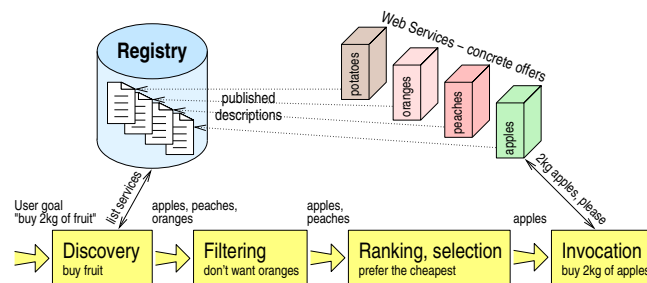 Web Services – concrete offers
Registry
potatoes
oranges
peaches
apples
published
descriptions
list services
2kg apples, please
User goal
"buy 2kg of fruit"
apples, peaches,
oranges
apples,
peaches
apples
Discovery
buy fruit
Filtering
don't want oranges
Ranking, selection
prefer the cheapest
Invocation
buy 2kg of apples